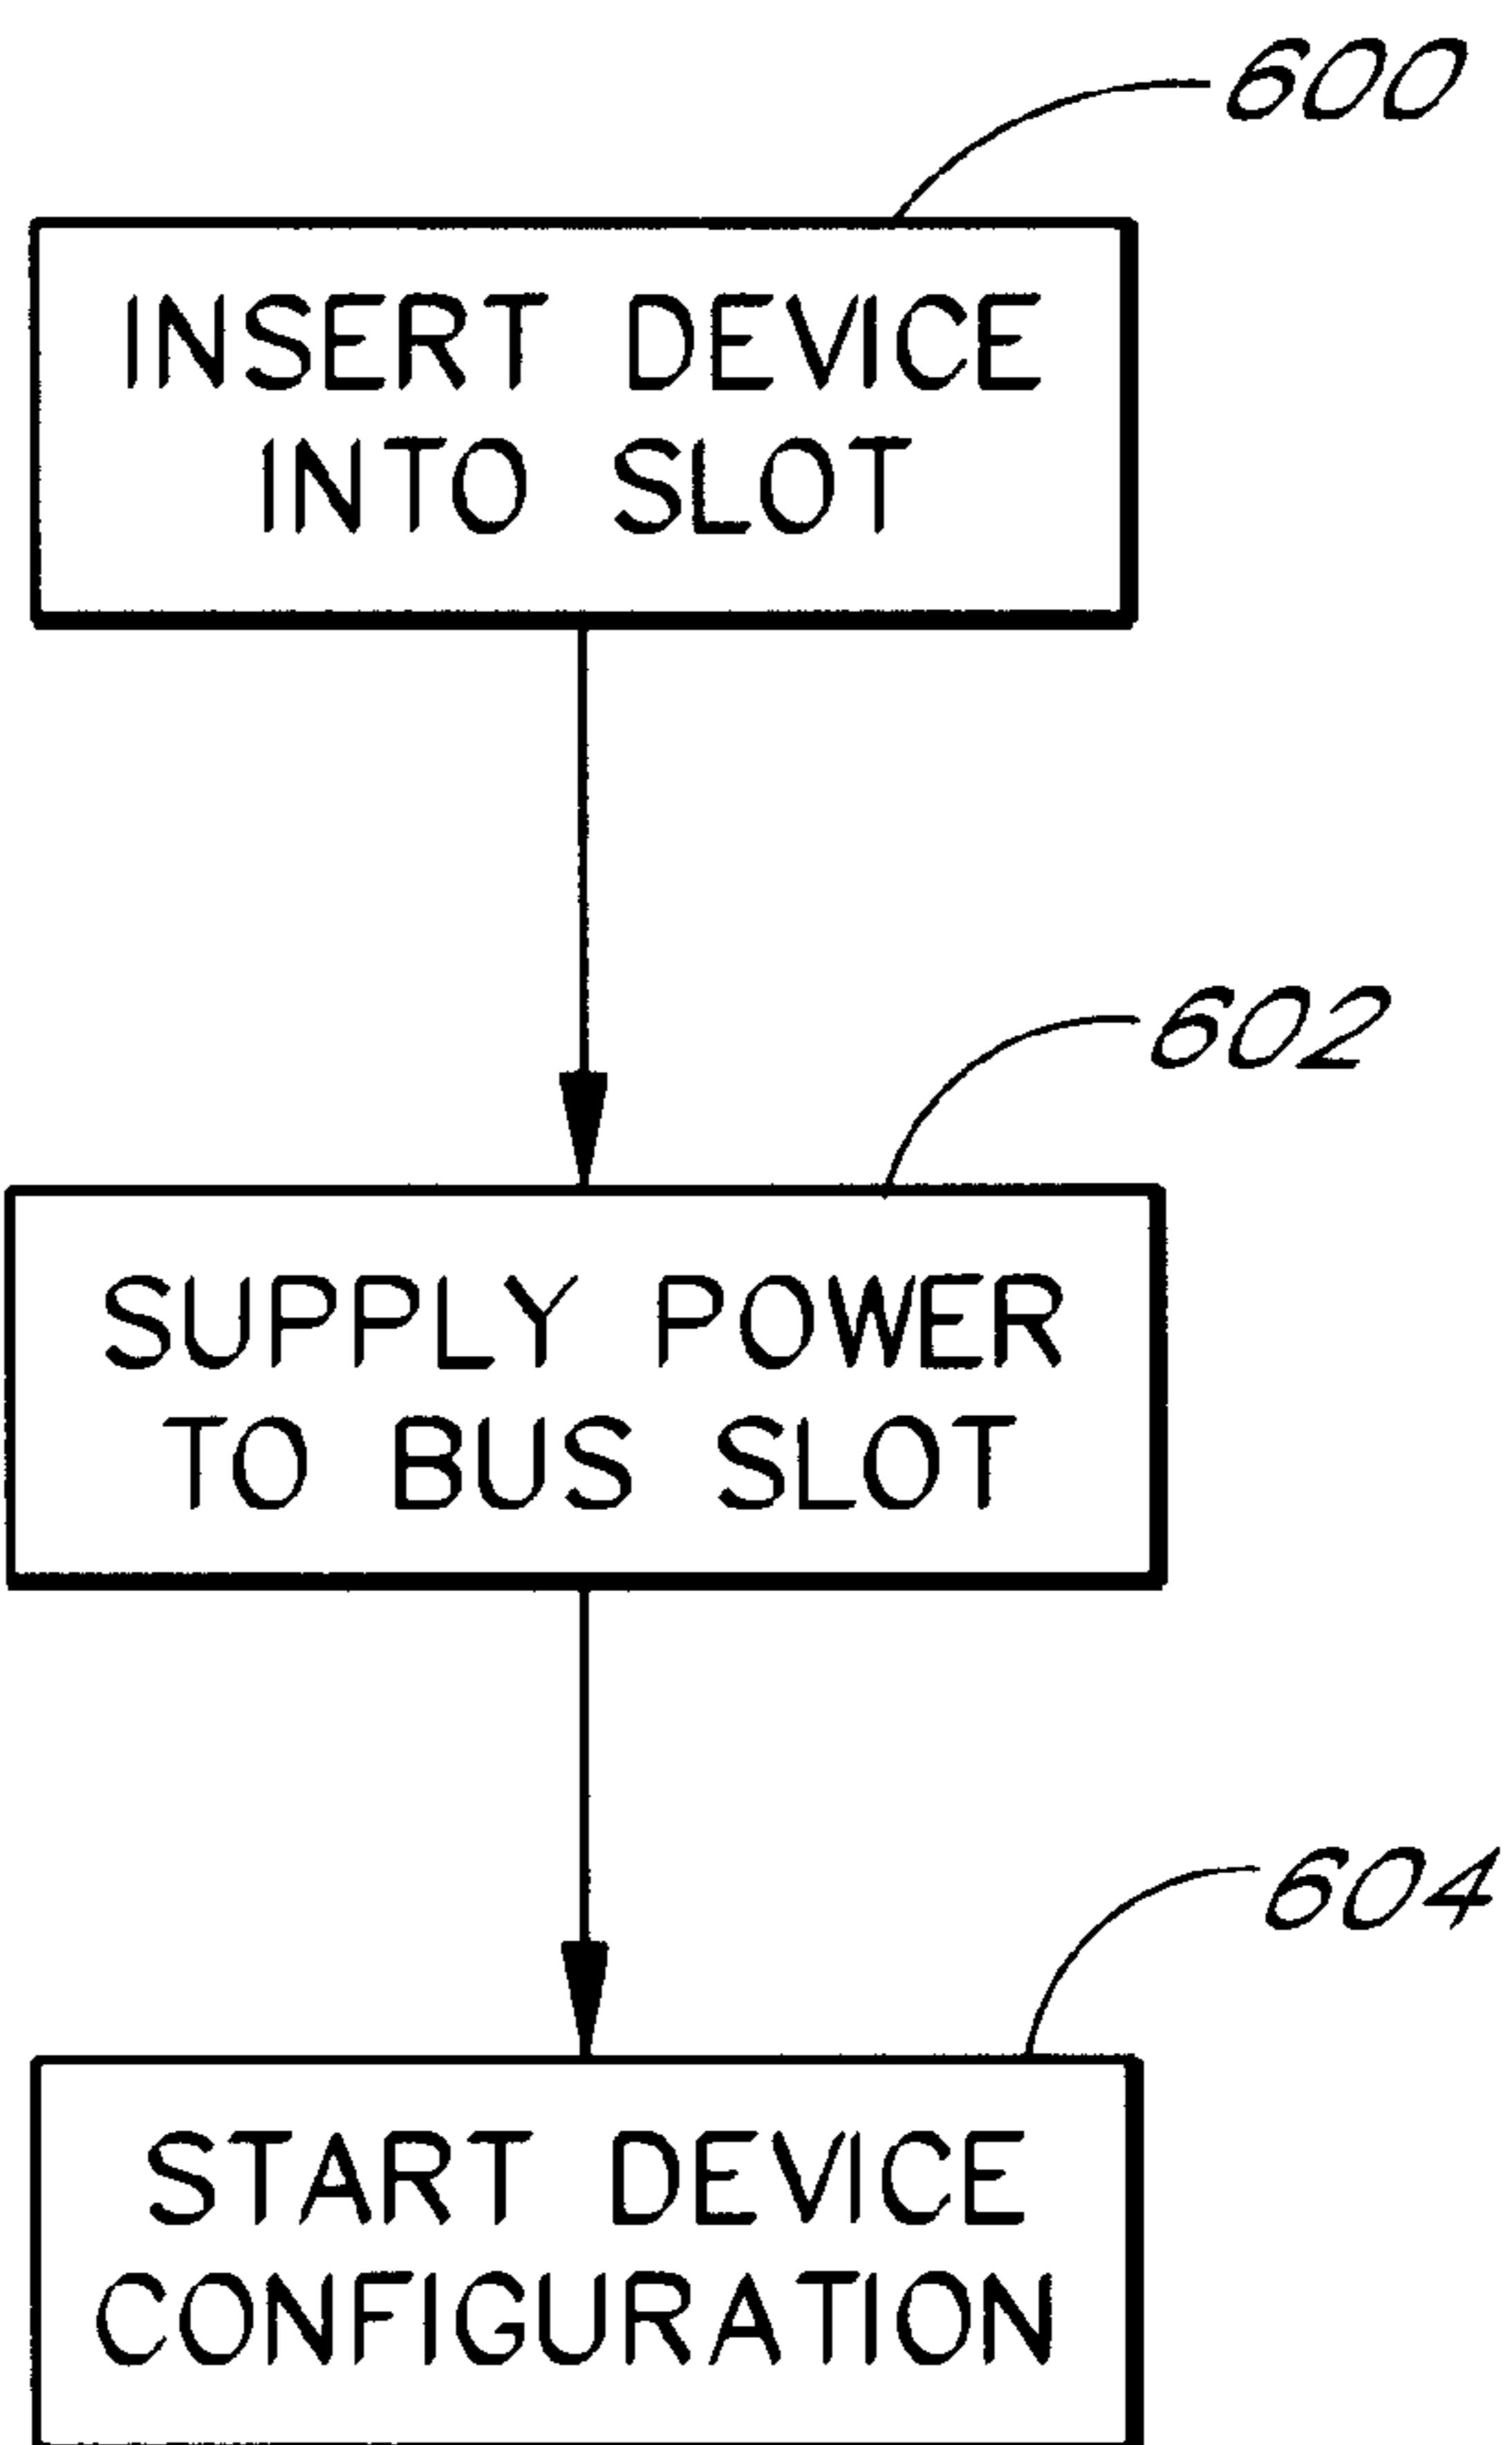 600
INSERT DEVICE
INTO SLOT
602
SUPPLY POWER
TO BUS SLOT
604
START DEVICE
CONFIGURATION